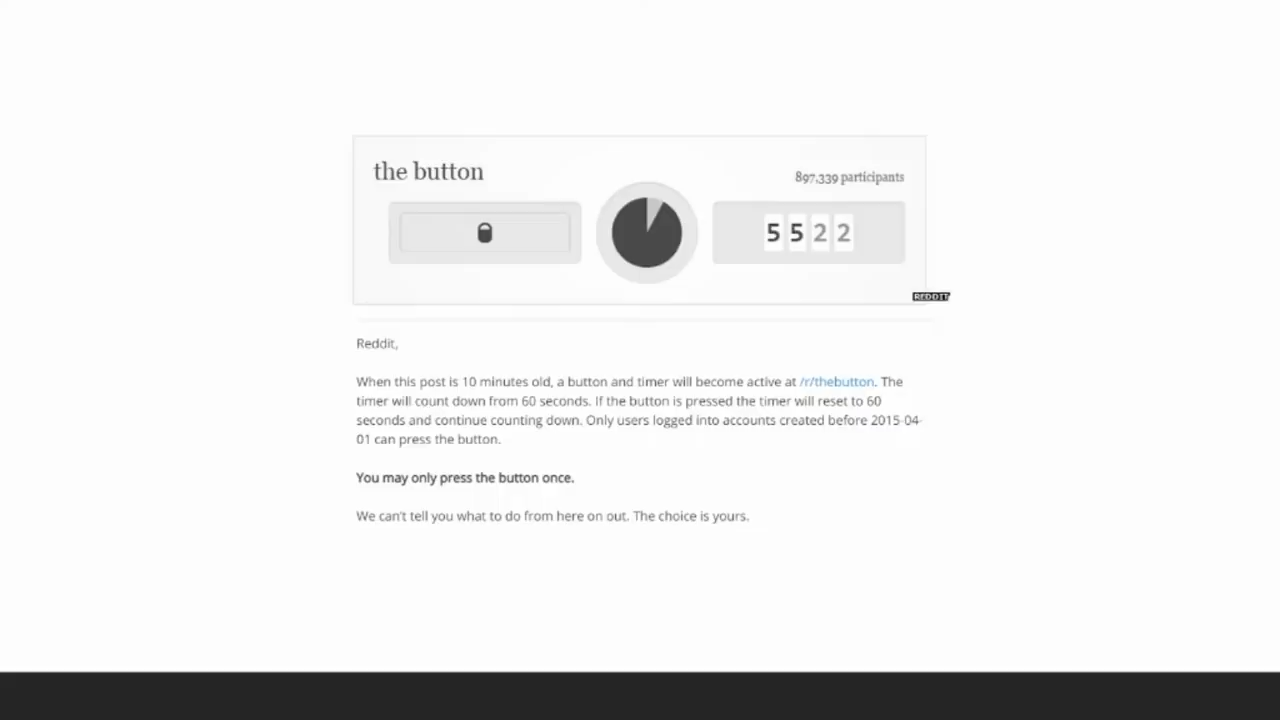 the button
897,339 participants
5 5 2 2
REDDIT
Reddit,
When this post is 10 minutes old, a button and timer will become active at /r/thebutton. The
timer will count down from 60 seconds. If the button is pressed the timer will reset to 60
seconds and continue counting down. Only users logged into accounts created before 2015-04-
01 can press the button.
You may only press the button once.
We can't tell you what to do from here on out. The choice is yours.